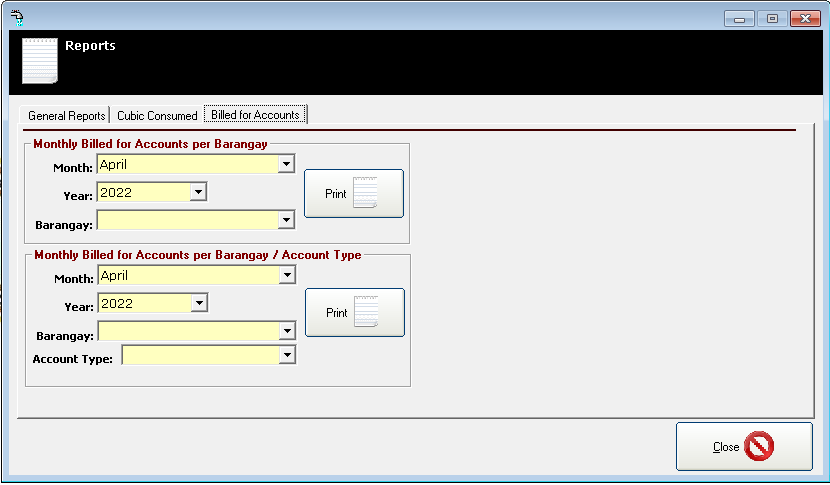 Reports
General Reports
Cubic Consumed
Billed for Accounts
Monthly Billed for Accounts per Barangay
Month: April
Year: 2022
Print
Barangay:
Monthly Billed for Accounts per Barangay / Account Type
Month: April
Year: 2022
Print
Barangay:
Account Type:
Close